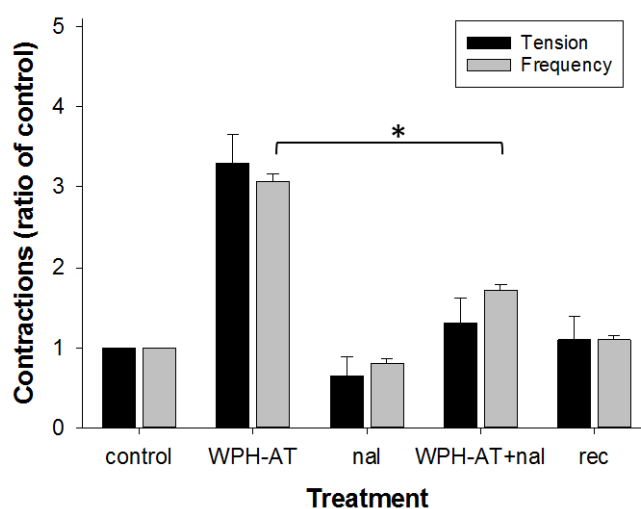 5
4
3
2
1
0
Contractions (ratio of control)
Tension
Frequency
*
control
WPH-AT
nal
WPH-AT+nal
rec
Treatment